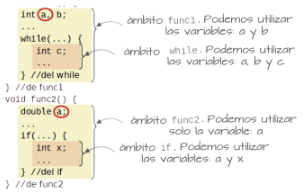 int a, b;
...
while(...) {
int c;
...
} //del while
} //de func1
void func2() {
double a;
...
if(...) {
int x;
...
} //del if
} //de func2
ámbito func1. Podemos utilizar
las variables: a y b
ámbito while. Podemos utilizar
las variables: a, b y c
ámbito func2. Podemos utilizar
solo la variable: a
ámbito if. Podemos utilizar
las variables: a y x